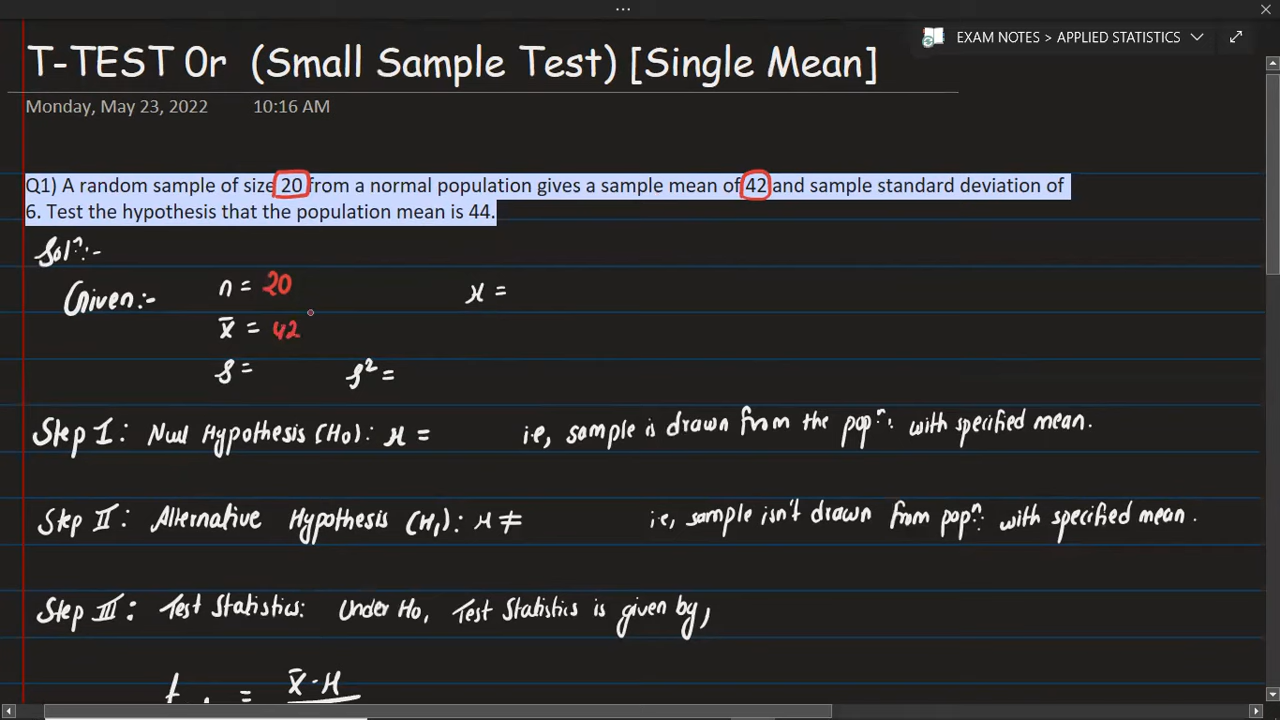 ...
EXAM NOTES > APPLIED STATISTICS
T-TEST Or (Small Sample Test) [Single Mean]
Monday, May 23, 2022 10:16 AM
Q1) A random sample of size 20 from a normal population gives a sample mean of 42 and sample standard deviation of
6. Test the hypothesis that the population mean is 44.
Solⁿ:-
Given:- n = 20 μ =
x̄ = 42
s = s² =
Step I: Null Hypothesis (H0): μ = i.e, sample is drawn from the popⁿ. with specified mean.
Step II: Alternative Hypothesis (H1): μ ≠ i.e, sample isn't drawn from popⁿ. with specified mean.
Step III: Test Statistics: Under H0, Test Statistics is given by,
t = x̄ - μ